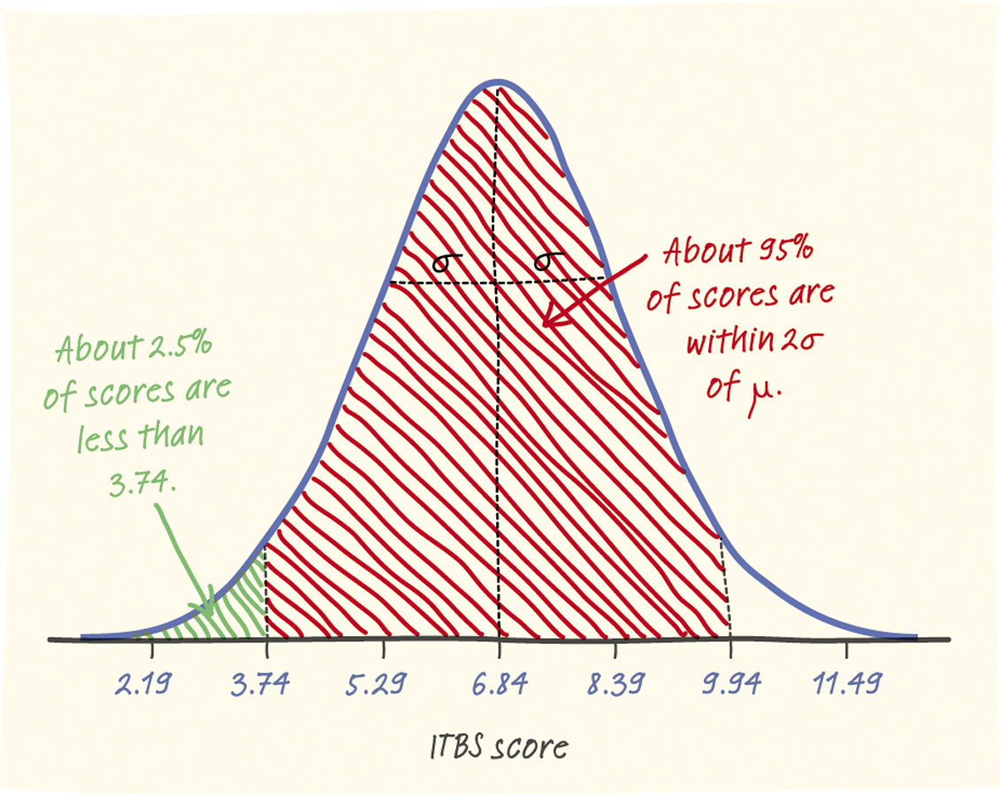 σ
σ
About 95%
of scores are
within 2σ
of μ.
About 2.5%
of scores are
less than
3.74.
2.19 3.74 5.29 6.84 8.39 9.94 11.49
ITBS score